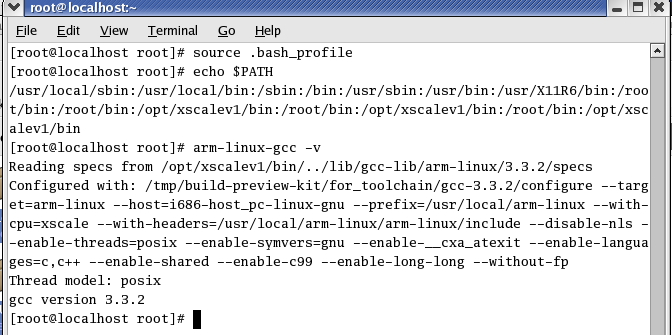 root@localhost:~
File Edit View Terminal Go Help
[root@localhost root]# source .bash_profile
[root@localhost root]# echo $PATH
/usr/local/sbin:/usr/local/bin:/sbin:/bin:/usr/sbin:/usr/bin:/usr/X11R6/bin:/roo
t/bin:/root/bin:/opt/xscalev1/bin:/root/bin:/opt/xscalev1/bin:/root/bin:/opt/xsc
alev1/bin
[root@localhost root]# arm-linux-gcc -v
Reading specs from /opt/xscalev1/bin/../lib/gcc-lib/arm-linux/3.3.2/specs
Configured with: /tmp/build-preview-kit/for_toolchain/gcc-3.3.2/configure --targ
et=arm-linux --host=i686-host_pc-linux-gnu --prefix=/usr/local/arm-linux --with-
cpu=xscale --with-headers=/usr/local/arm-linux/arm-linux/include --disable-nls -
-enable-threads=posix --enable-symvers=gnu --enable-__cxa_atexit --enable-langua
ges=c,c++ --enable-shared --enable-c99 --enable-long-long --without-fp
Thread model: posix
gcc version 3.3.2
[root@localhost root]#